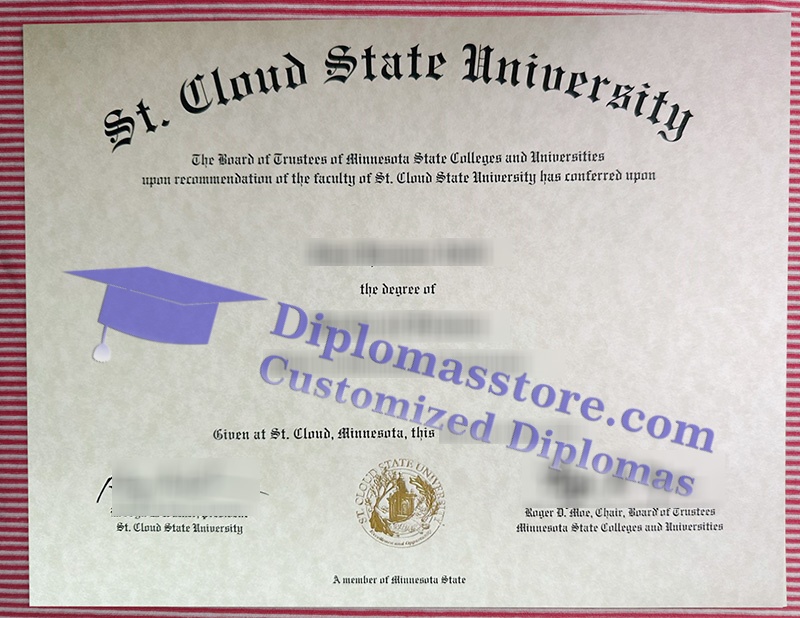 St. Cloud State University
The Board of Trustees of Minnesota State Colleges and Universities
upon recommendation of the faculty of St. Cloud State University has conferred upon
the degree of
Diplomasstore.com
Customized Diplomas
Given at St. Cloud, Minnesota, this
ST. CLOUD STATE UNIVERSITY
president
St. Cloud State University
Roger D. Moe, Chair, Board of Trustees
Minnesota State Colleges and Universities
A member of Minnesota State